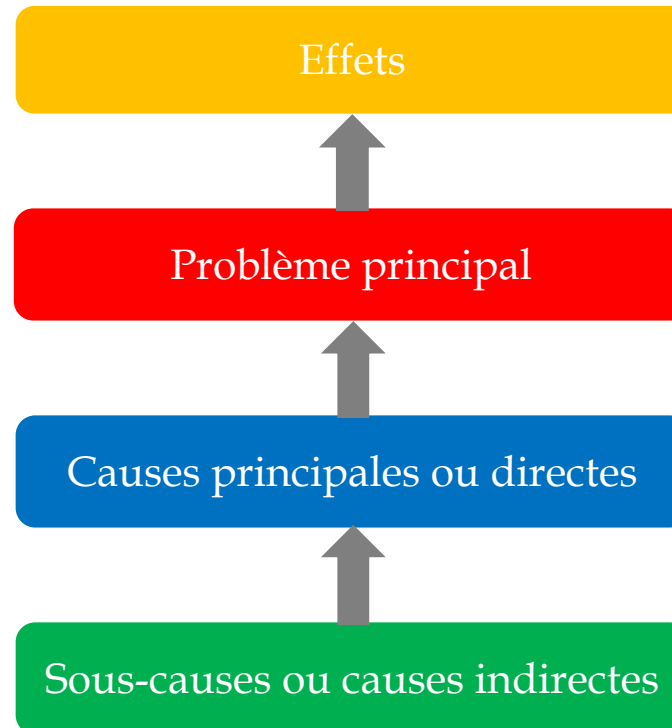 Effets
Problème principal
Causes principales ou directes
Sous-causes ou causes indirectes